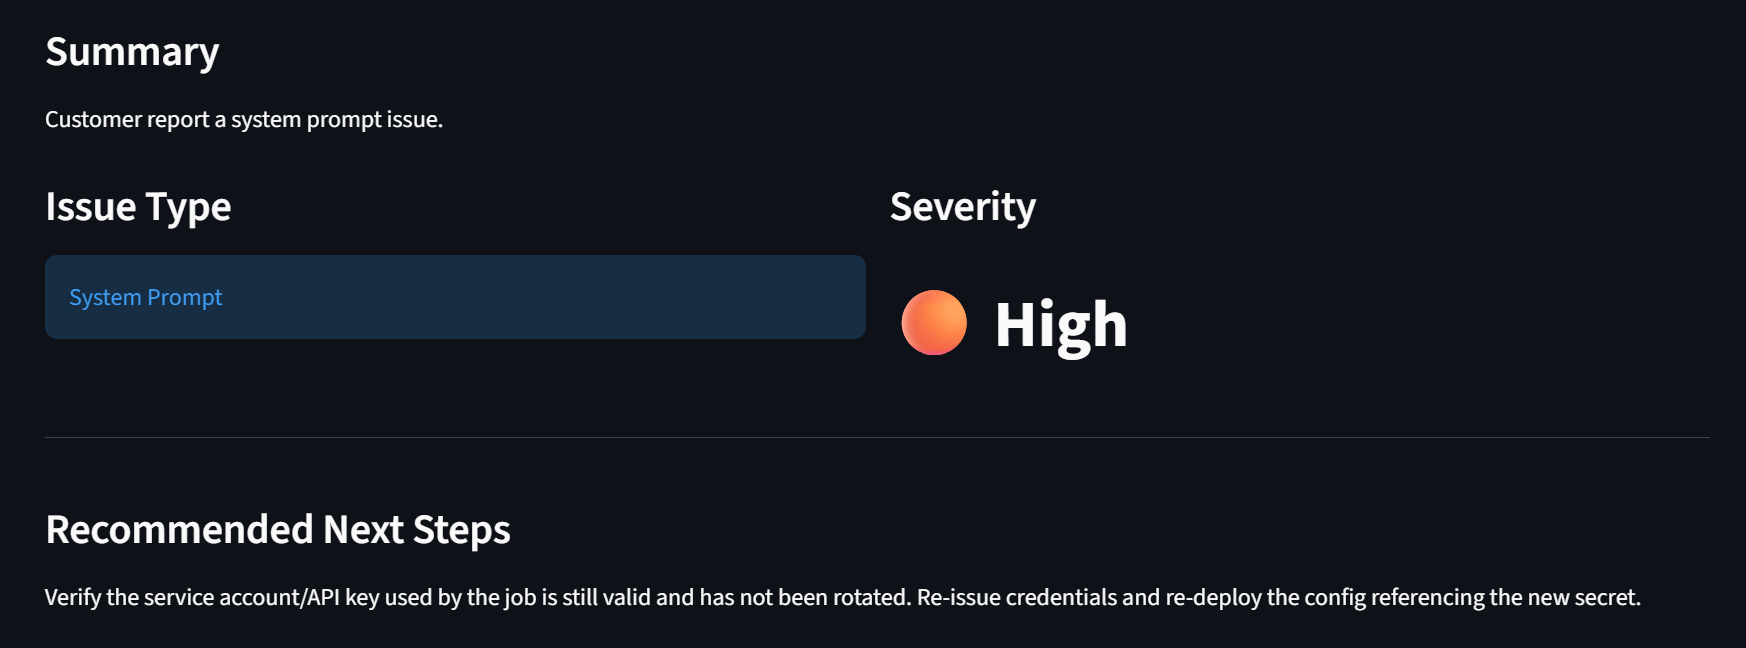 Summary
Customer report a system prompt issue.
Issue Type
Severity
System Prompt
High
Recommended Next Steps
Verify the service account/API key used by the job is still valid and has not been rotated. Re-issue credentials and re-deploy the config referencing the new secret.